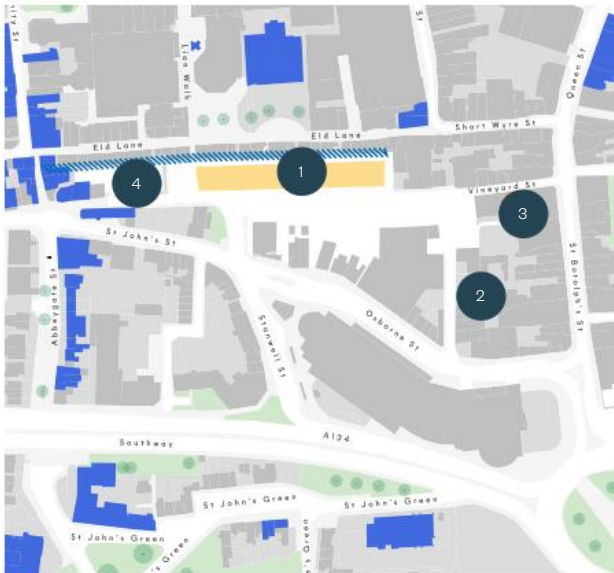 Lion Walk
St
Queen St
Eld Lane
Eld Lane
Short Wyre St
1
4
Vineyard St
3
St John's St
St Botolph's St
Abbeygate St
2
Osborne St
Stanwell St
A134
Southway
St John's Green
St John's Green
St John's Green